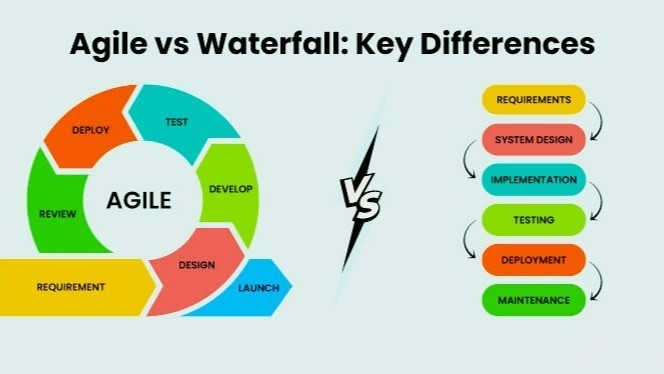 Agile vs Waterfall: Key Differences
DEPLOY
TEST
REVIEW
AGILE
DEVELOP
REQUIREMENT
DESIGN
LAUNCH
VS
REQUIREMENTS
SYSTEM DESIGN
IMPLEMENTATION
TESTING
DEPLOYMENT
MAINTENANCE